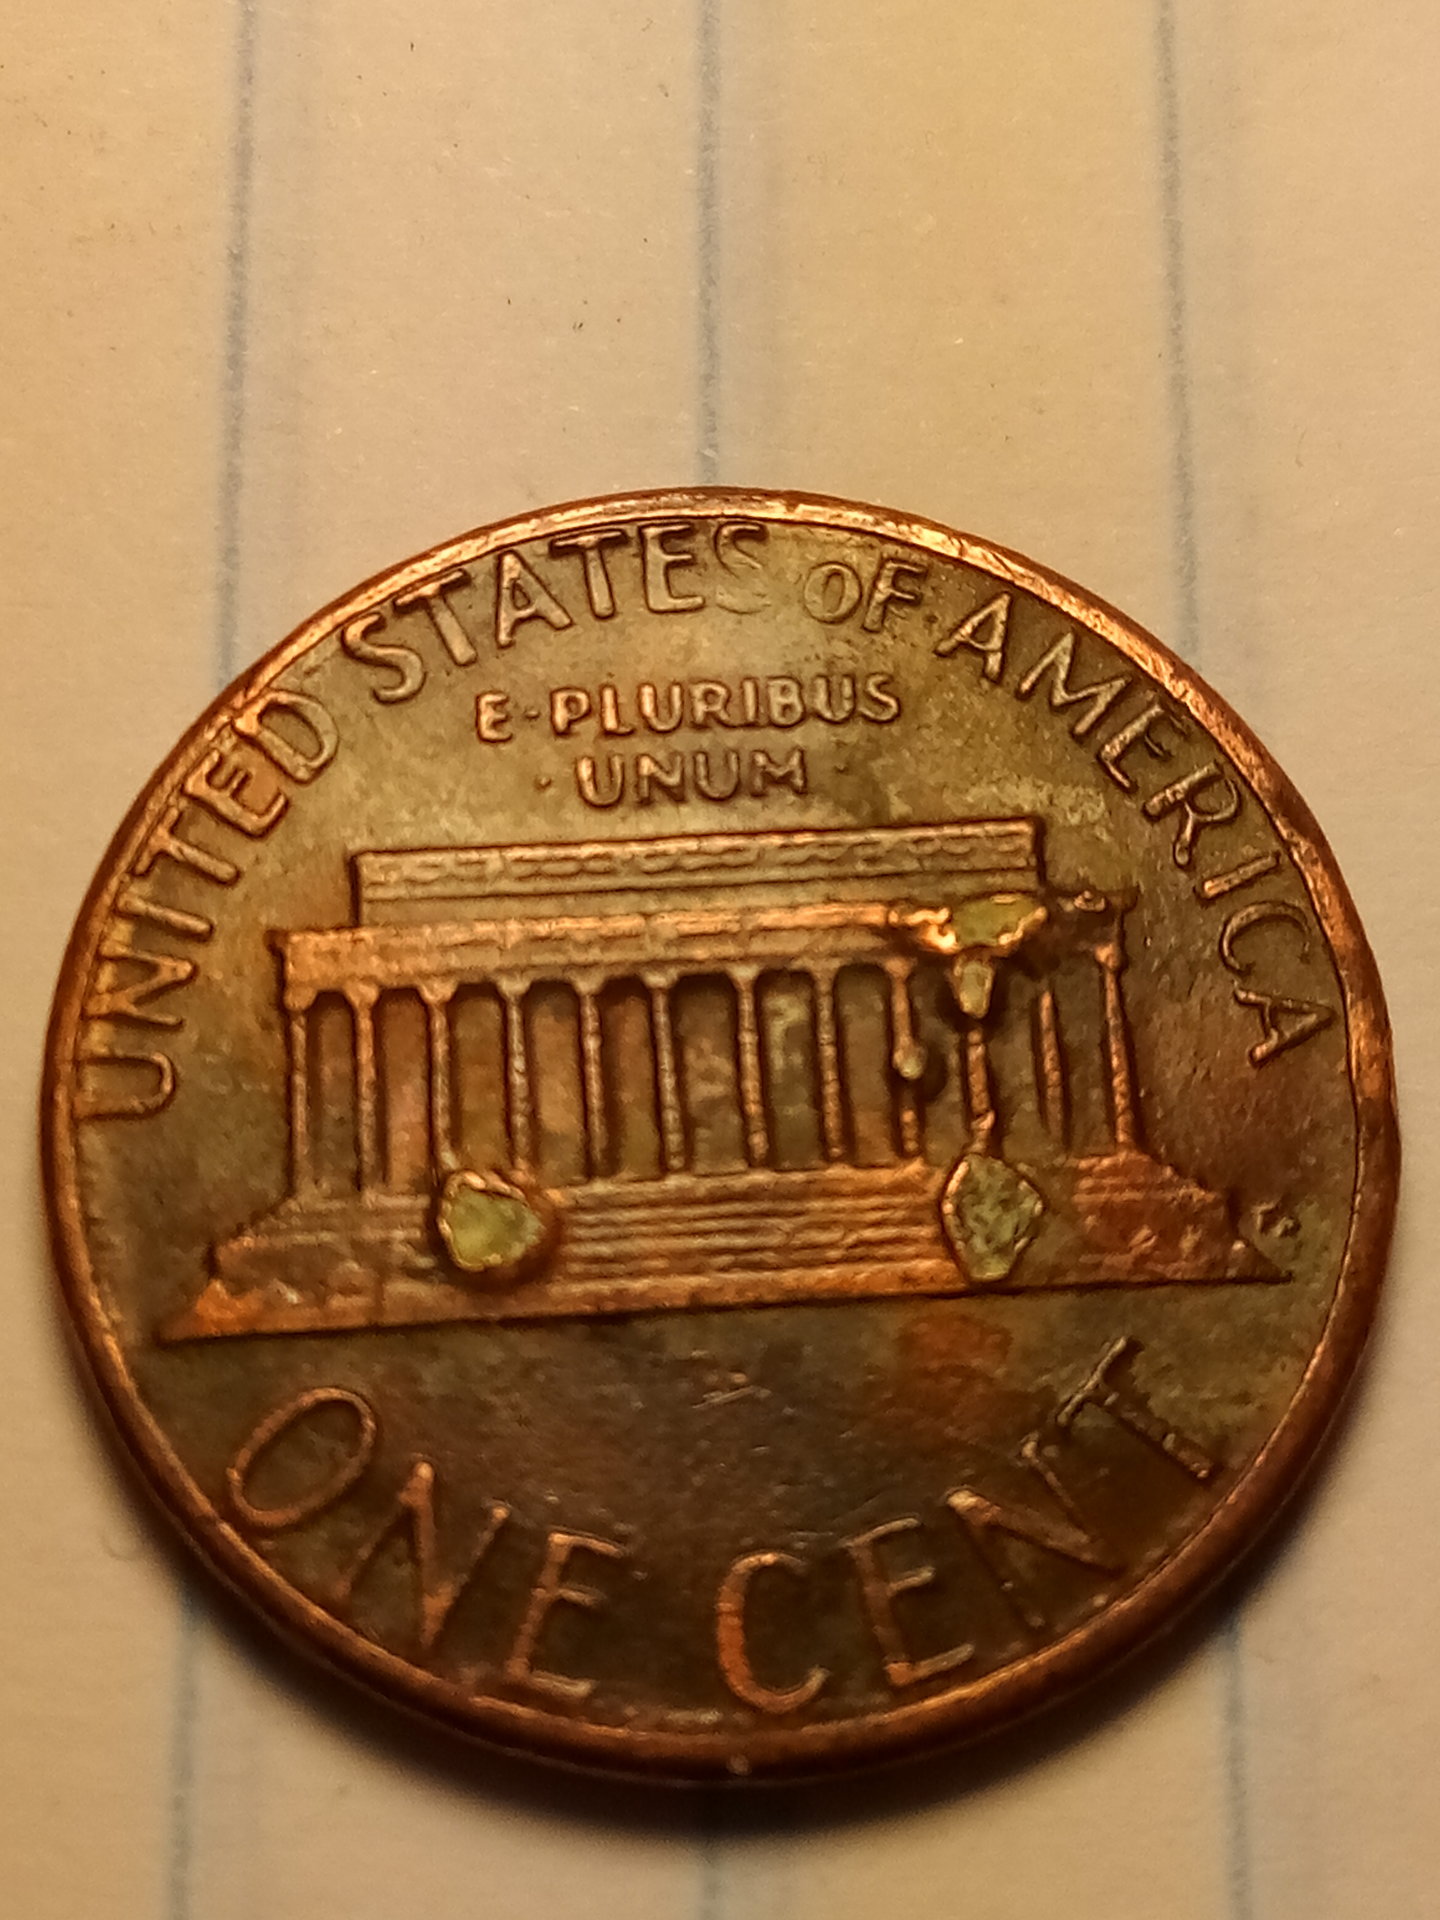 UNITED STATES OF AMERICA
E·PLURIBUS
·UNUM·
ONE CENT